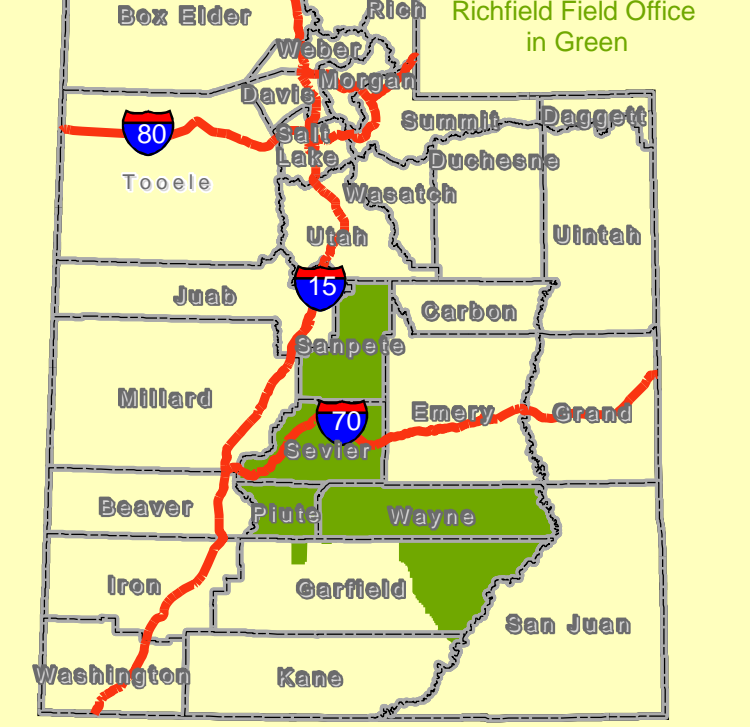 Richfield Field Office
in Green
Box Elder
Rich
Weber
Morgan
Davis
Summit
Daggett
80
Salt
Lake
Duchesne
Tooele
Wasatch
Utah
Uintah
15
Juab
Carbon
Sanpete
Millard
Emery
Grand
70
Sevier
Beaver
Piute
Wayne
Iron
Garfield
San Juan
Washington
Kane